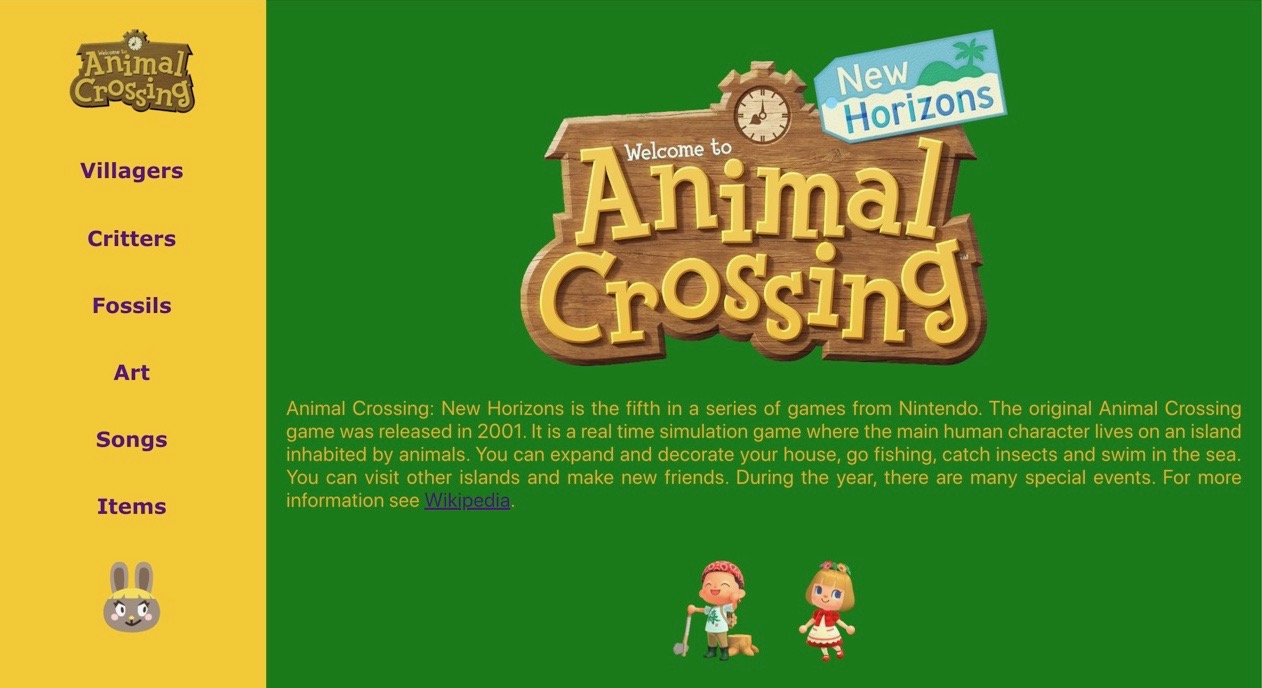 Welcome to
Animal
Crossing
Villagers
Critters
Fossils
Art
Songs
Items
New
Horizons
Welcome to
Animal
Crossing
Animal Crossing: New Horizons is the fifth in a series of games from Nintendo. The original Animal Crossing
game was released in 2001. It is a real time simulation game where the main human character lives on an island
inhabited by animals. You can expand and decorate your house, go fishing, catch insects and swim in the sea.
You can visit other islands and make new friends. During the year, there are many special events. For more
information see Wikipedia.